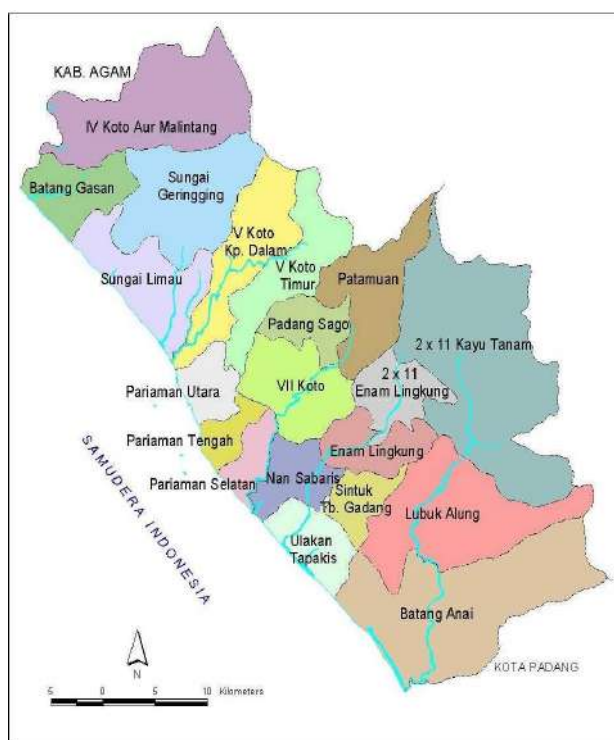 KAB. AGAM
IV Koto Aur Malintang
Batang Gasan
Sungai
Geringging
Sungai Limau
V Koto
Kp. Dalam
V Koto
Timur
Patamuan
Padang Sago
2 x 11 Kayu Tanam
2 x 11
Enam Lingkung
VII Koto
Pariaman Utara
Pariaman Tengah
Enam Lingkung
Pariaman Selatan
Nan Sabaris
Sintuk
Tb. Gadang
Lubuk Alung
Ulakan
Tapakis
Batang Anai
SAMUDERA INDONESIA
KOTA PADANG
N
5 0 5 10 Kilometers